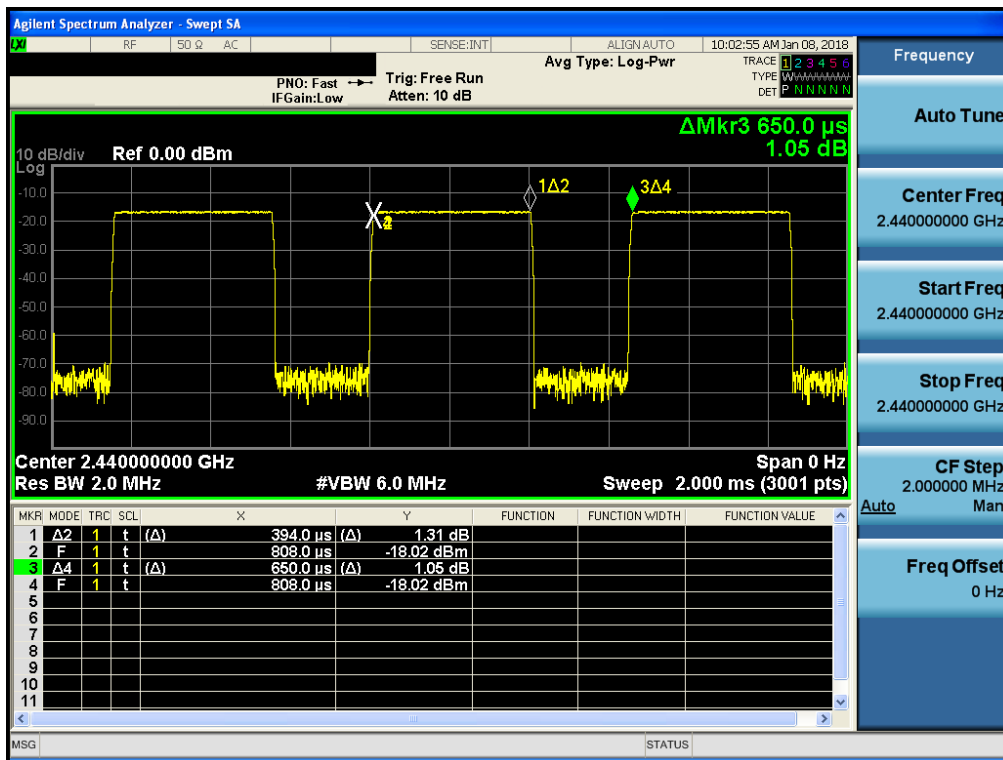 Agilent Spectrum Analyzer - Swept SA
LXI RF 50 Ω AC SENSE:INT ALIGN AUTO 10:02:55 AM Jan 08, 2018
PNO: Fast
IFGain:Low
Trig: Free Run
Atten: 10 dB
Avg Type: Log-Pwr
TRACE 1 2 3 4 5 6
TYPE W
DET P N N N N N
ΔMkr3 650.0 µs
1.05 dB
10 dB/div Ref 0.00 dBm
Log
-10.0
-20.0
-30.0
-40.0
-50.0
-60.0
-70.0
-80.0
-90.0
1Δ2
3Δ4
Center 2.440000000 GHz Span 0 Hz
Res BW 2.0 MHz #VBW 6.0 MHz Sweep 2.000 ms (3001 pts)
MKR MODE TRC SCL X Y FUNCTION FUNCTION WIDTH FUNCTION VALUE
1 Δ2 1 t (Δ) 394.0 µs (Δ) 1.31 dB
2 F 1 t 808.0 µs -18.02 dBm
3 Δ4 1 t (Δ) 650.0 µs (Δ) 1.05 dB
4 F 1 t 808.0 µs -18.02 dBm
5
6
7
8
9
10
11
MSG STATUS
Frequency
Auto Tune
Center Freq
2.440000000 GHz
Start Freq
2.440000000 GHz
Stop Freq
2.440000000 GHz
CF Step
2.000000 MHz
Auto Man
Freq Offset
0 Hz